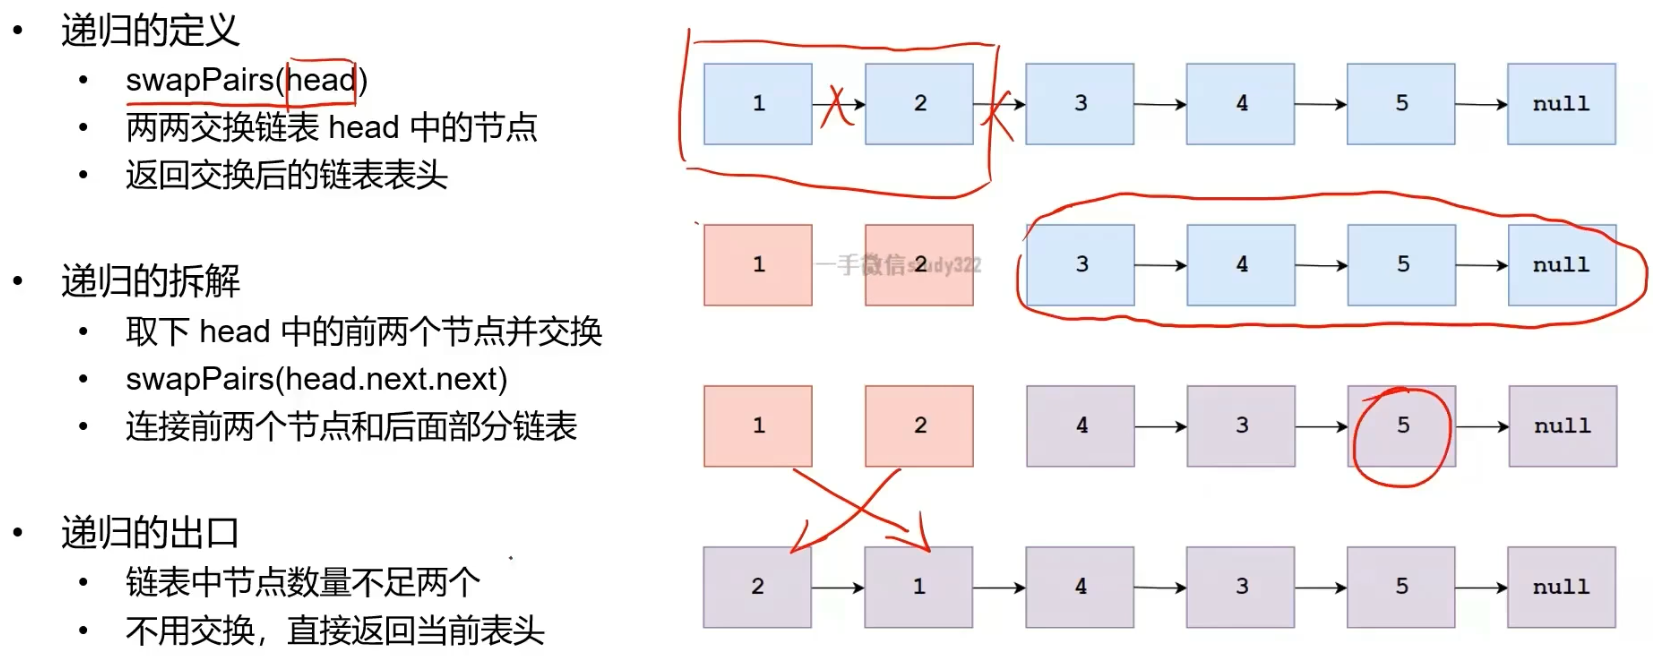 • 递归的定义
• swapPairs(head)
• 两两交换链表 head 中的节点
• 返回交换后的链表表头
• 递归的拆解
• 取下 head 中的前两个节点并交换
• swapPairs(head.next.next)
• 连接前两个节点和后面部分链表
• 递归的出口
• 链表中节点数量不足两个
• 不用交换，直接返回当前表头
1 2 3 4 5 null
1 2 3 4 5 null
一手微信study322
1 2 4 3 5 null
2 1 4 3 5 null